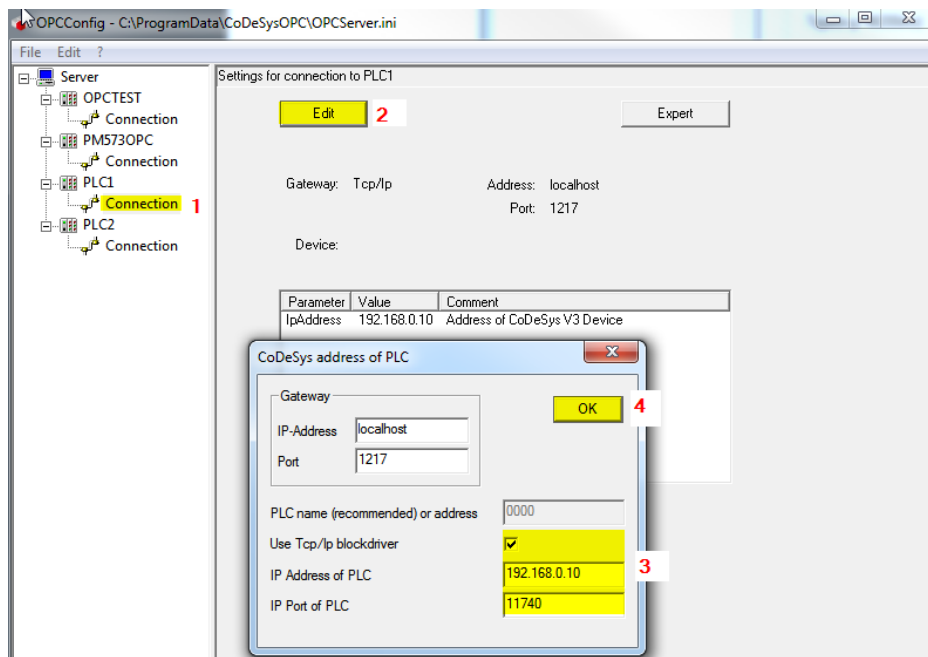 OPCConfig - C:\ProgramData\CoDeSysOPC\OPCServer.ini
File Edit ?
Server
OPCTEST
Connection
PM573OPC
Connection
PLC1
Connection 1
PLC2
Connection
Settings for connection to PLC1
Edit 2 Expert
Gateway: Tcp/Ip Address: localhost
Port: 1217
Device:
Parameter Value Comment
IpAddress 192.168.0.10 Address of CoDeSys V3 Device
CoDeSys address of PLC
Gateway
OK 4
IP-Address localhost
Port 1217
PLC name (recommended) or address 0000
Use Tcp/Ip blockdriver
IP Address of PLC 192.168.0.10 3
IP Port of PLC 11740